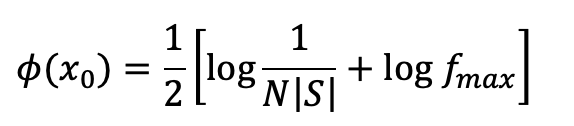 ϕ(x₀) = 1/2 [log 1/(N|S|) + log f_max]